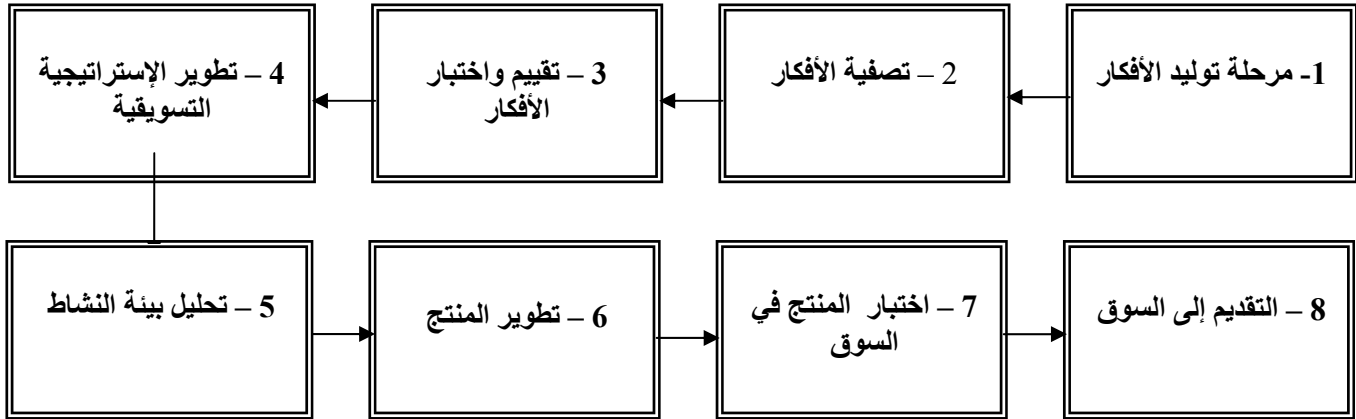 1- مرحلة توليد الأفكار
2 – تصفية الأفكار
3 – تقييم واختبار
الأفكار
4 – تطوير الإستراتيجية
التسويقية
5 – تحليل بيئة النشاط
6 – تطوير المنتج
7 – اختبار المنتج في
السوق
8 – التقديم إلى السوق